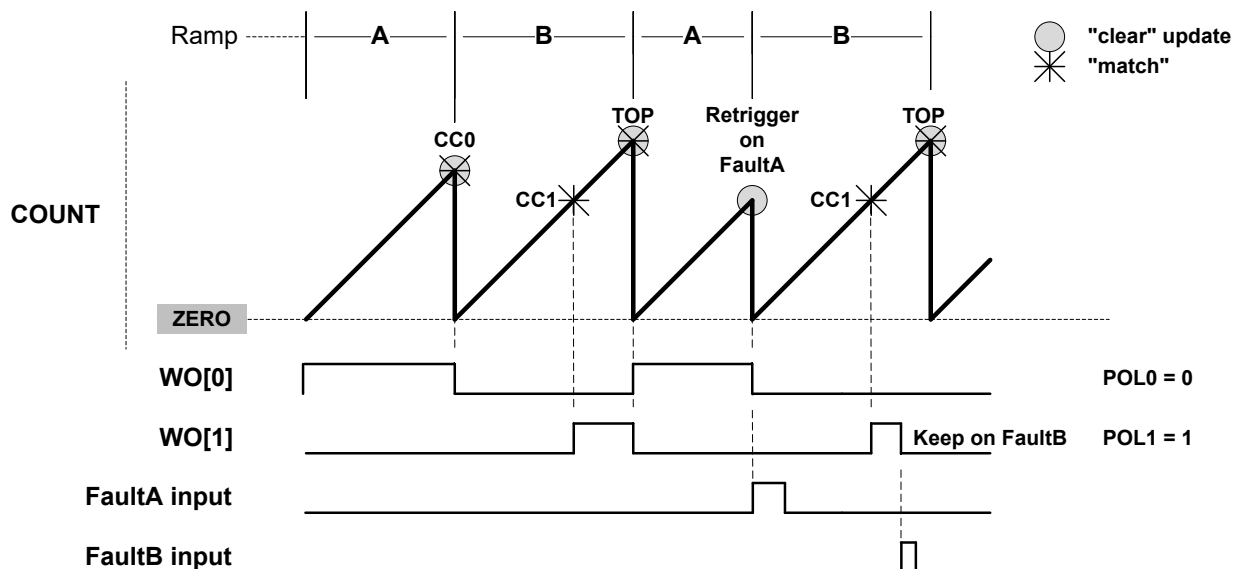 Ramp A B A B "clear" update
"match"
TOP Retrigger TOP
CC0 on
FaultA
CC1 CC1
COUNT
ZERO
WO[0] POL0 = 0
WO[1] Keep on FaultB POL1 = 1
FaultA input
FaultB input